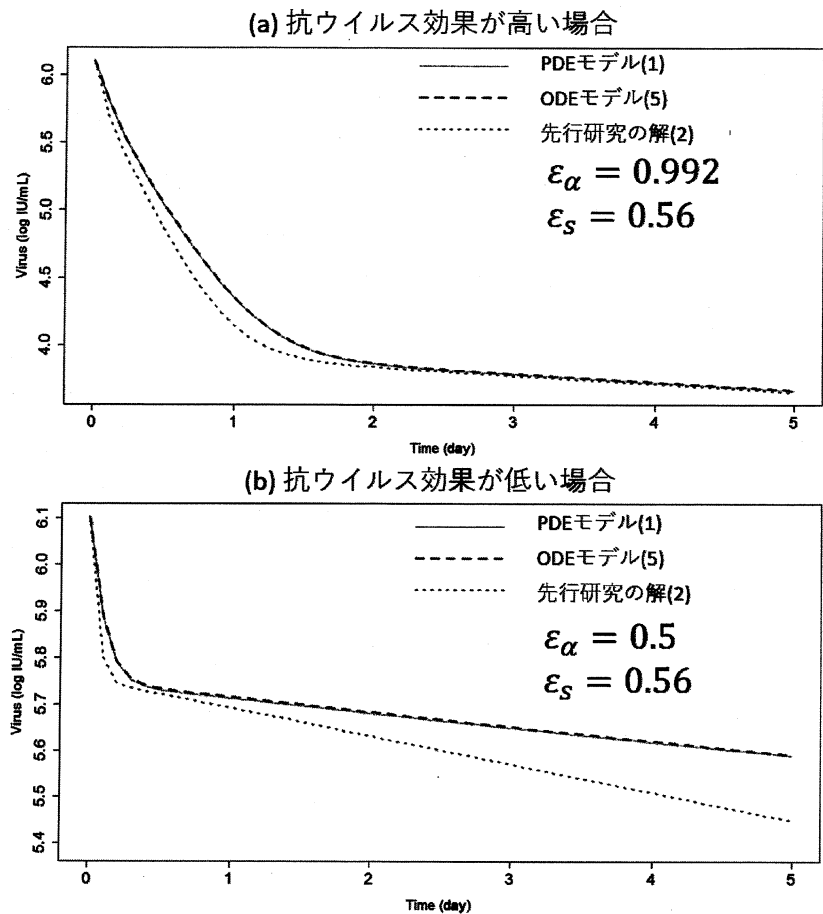 (a) 抗ウイルス効果が高い場合
PDEモデル(1)
ODEモデル(5)
先行研究の解(2)
εα = 0.992
εs = 0.56
Virus (log IU/mL)
6.0
5.5
5.0
4.5
4.0
0 1 2 3 4 5
Time (day)
(b) 抗ウイルス効果が低い場合
PDEモデル(1)
ODEモデル(5)
先行研究の解(2)
εα = 0.5
εs = 0.56
Virus (log IU/mL)
6.1
6.0
5.9
5.8
5.7
5.6
5.5
5.4
0 1 2 3 4 5
Time (day)